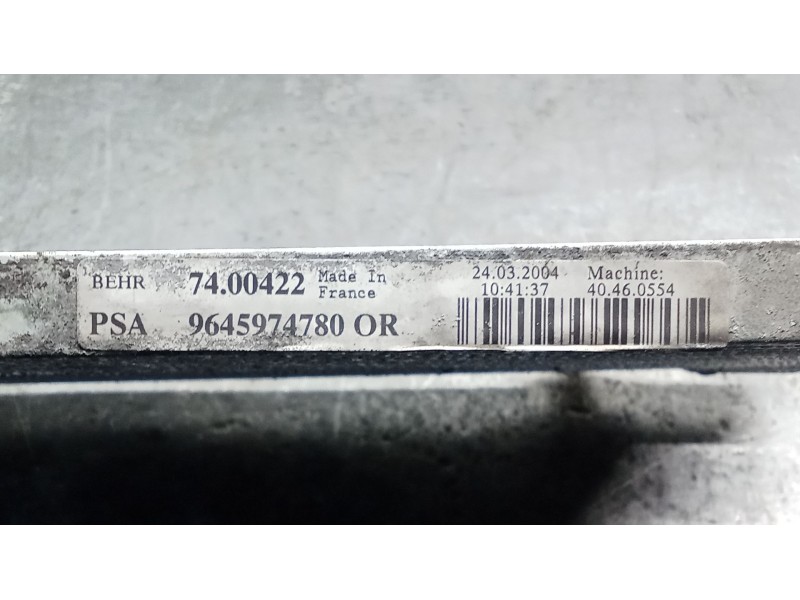 BEHR 74.00422 Made In France
PSA 9645974780 OR
24.03.2004 Machine:
10:41:37 40.46.0554